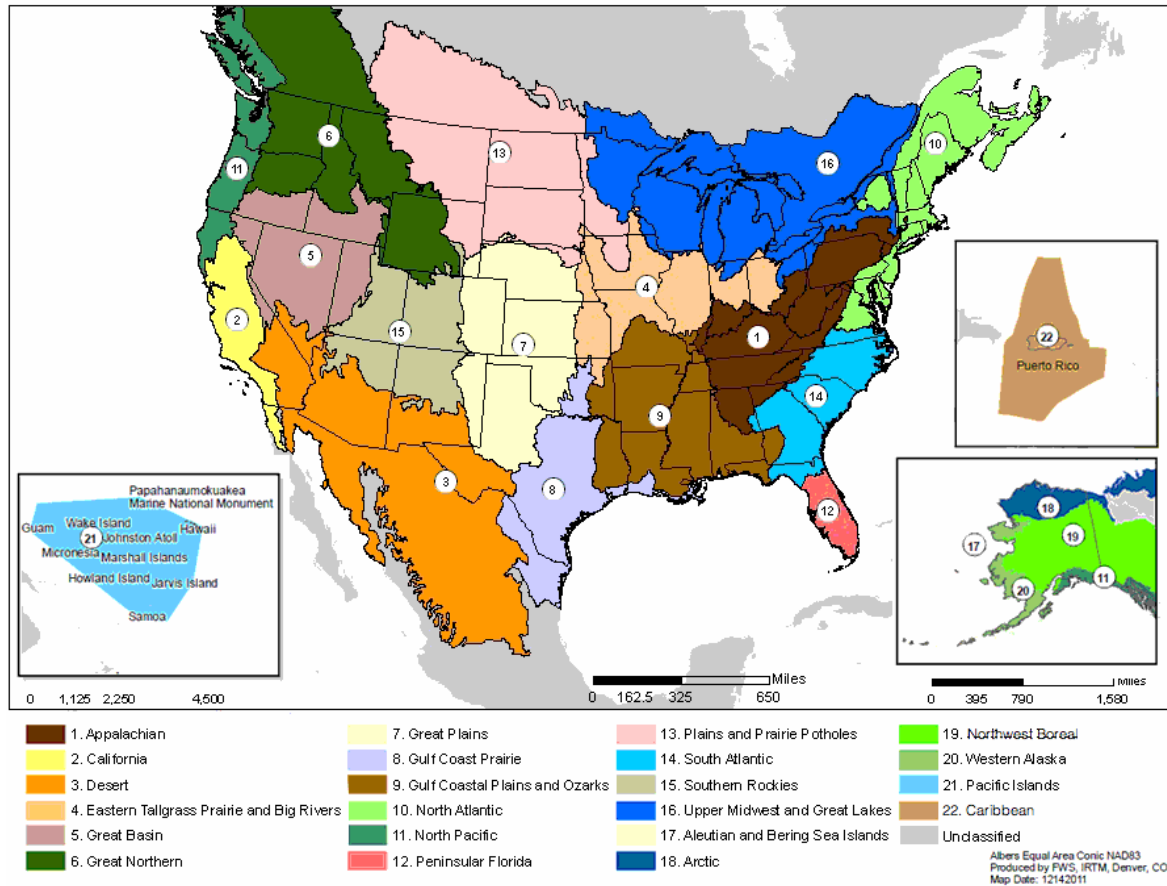 6
13
11
16
10
5
4
2
15
7
1
14
9
3
8
12
22
Puerto Rico
Papahanaumokuakea
Marine National Monument
Guam
Wake Island
Hawaii
21
Johnston Atoll
Micronesia
Marshall Islands
Howland Island
Jarvis Island
Samoa
18
17
19
20
11
0 1,125 2,250 4,500
Miles
0 162.5 325 650
Miles
0 395 790 1,580
1. Appalachian
2. California
3. Desert
4. Eastern Tallgrass Prairie and Big Rivers
5. Great Basin
6. Great Northern
7. Great Plains
8. Gulf Coast Prairie
9. Gulf Coastal Plains and Ozarks
10. North Atlantic
11. North Pacific
12. Peninsular Florida
13. Plains and Prairie Potholes
14. South Atlantic
15. Southern Rockies
16. Upper Midwest and Great Lakes
17. Aleutian and Bering Sea Islands
18. Arctic
19. Northwest Boreal
20. Western Alaska
21. Pacific Islands
22. Caribbean
Unclassified
Albers Equal Area Conic NAD83
Produced by FWS, IRTM, Denver, CO
Map Date: 12142011